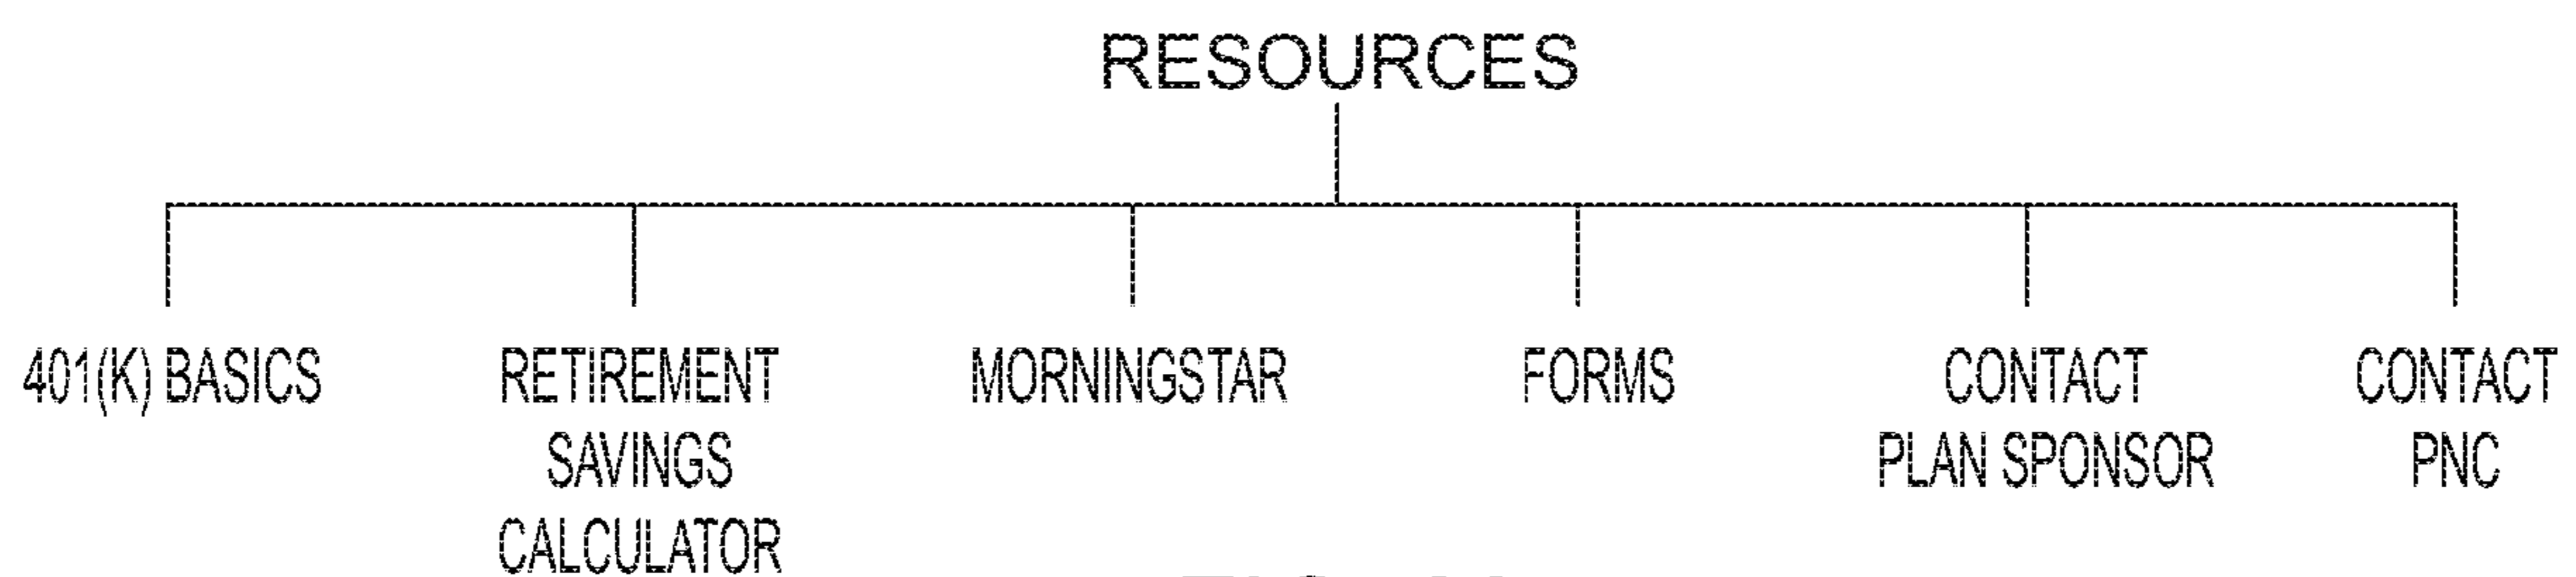 RESOURCES
401(K) BASICS
RETIREMENT
SAVINGS
CALCULATOR
MORNINGSTAR
FORMS
CONTACT
PLAN SPONSOR
CONTACT
PNC